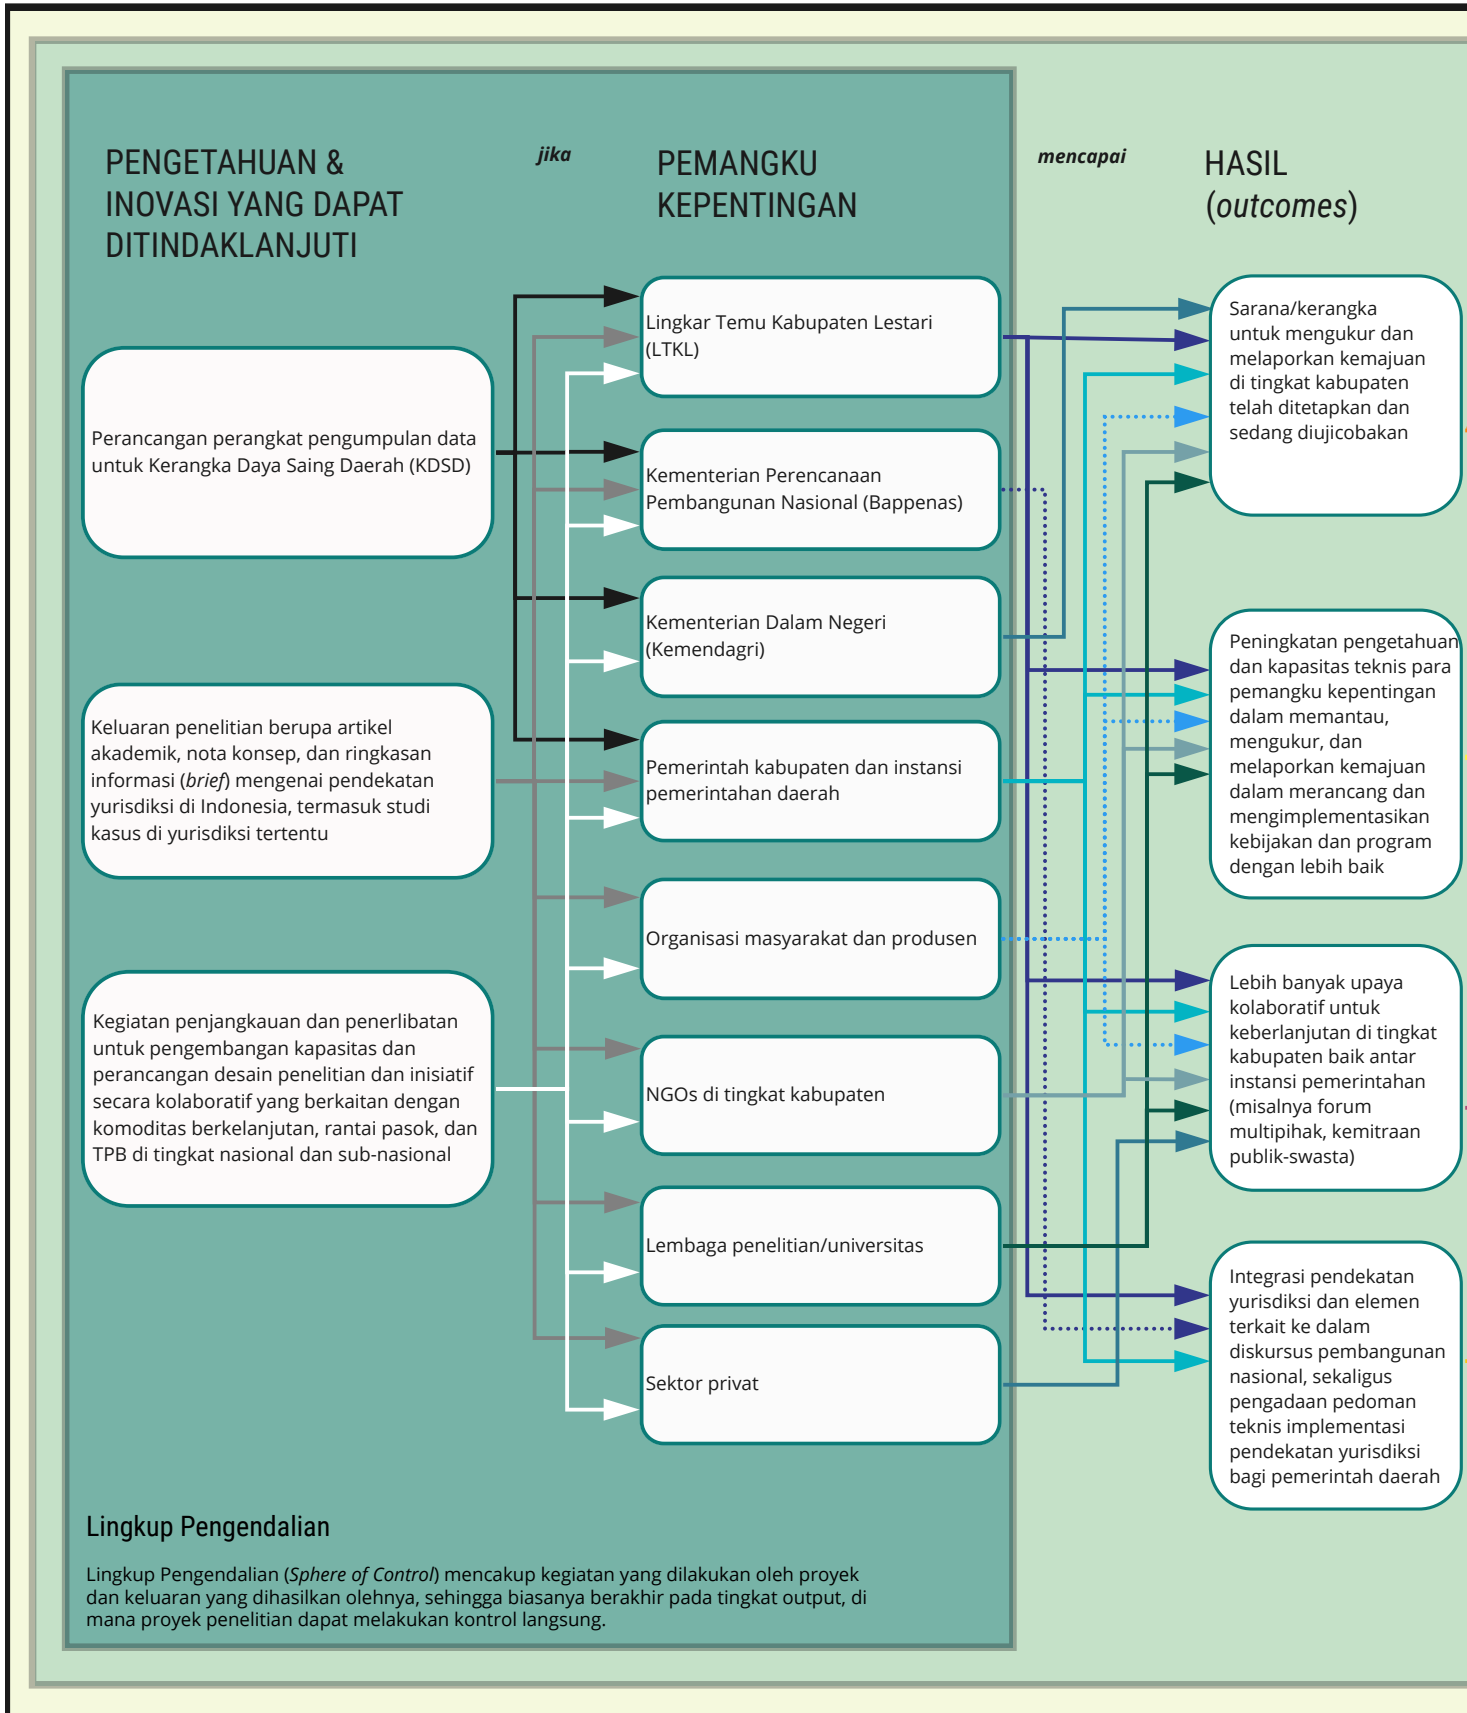 PENGETAHUAN &
INOVASI YANG DAPAT
DITINDAKLANJUTI
jika
PEMANGKU
KEPENTINGAN
mencapai
HASIL
(outcomes)
Perancangan perangkat pengumpulan data
untuk Kerangka Daya Saing Daerah (KDSD)
Keluaran penelitian berupa artikel
akademik, nota konsep, dan ringkasan
informasi (brief) mengenai pendekatan
yurisdiksi di Indonesia, termasuk studi
kasus di yurisdiksi tertentu
Kegiatan penjangkauan dan penerlibatan
untuk pengembangan kapasitas dan
perancangan desain penelitian dan inisiatif
secara kolaboratif yang berkaitan dengan
komoditas berkelanjutan, rantai pasok, dan
TPB di tingkat nasional dan sub-nasional
Lingkar Temu Kabupaten Lestari
(LTKL)
Kementerian Perencanaan
Pembangunan Nasional (Bappenas)
Kementerian Dalam Negeri
(Kemendagri)
Pemerintah kabupaten dan instansi
pemerintahan daerah
Organisasi masyarakat dan produsen
NGOs di tingkat kabupaten
Lembaga penelitian/universitas
Sektor privat
Sarana/kerangka
untuk mengukur dan
melaporkan kemajuan
di tingkat kabupaten
telah ditetapkan dan
sedang diujicobakan
Peningkatan pengetahuan
dan kapasitas teknis para
pemangku kepentingan
dalam memantau,
mengukur, dan
melaporkan kemajuan
dalam merancang dan
mengimplementasikan
kebijakan dan program
dengan lebih baik
Lebih banyak upaya
kolaboratif untuk
keberlanjutan di tingkat
kabupaten baik antar
instansi pemerintahan
(misalnya forum
multipihak, kemitraan
publik-swasta)
Integrasi pendekatan
yurisdiksi dan elemen
terkait ke dalam
diskursus pembangunan
nasional, sekaligus
pengadaan pedoman
teknis implementasi
pendekatan yurisdiksi
bagi pemerintah daerah
Lingkup Pengendalian
Lingkup Pengendalian (Sphere of Control) mencakup kegiatan yang dilakukan oleh proyek
dan keluaran yang dihasilkan olehnya, sehingga biasanya berakhir pada tingkat output, di
mana proyek penelitian dapat melakukan kontrol langsung.